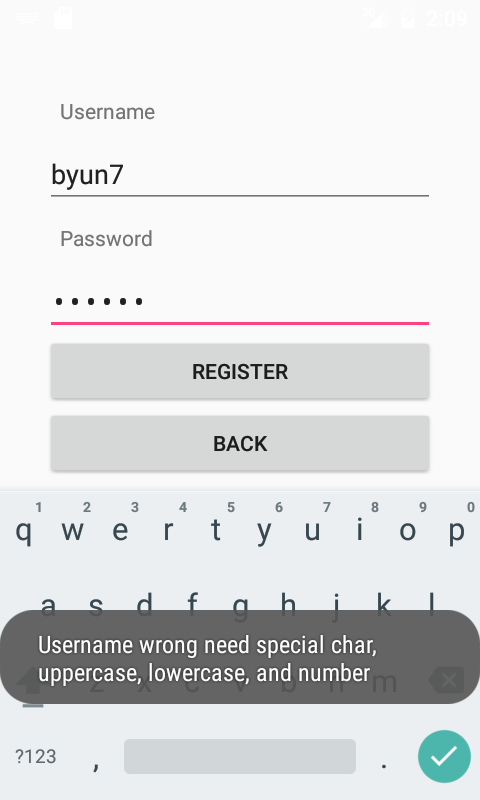 2:09
Username
byun7
Password
••••••
REGISTER
BACK
1 2 3 4 5 6 7 8 9 0
q w e r t y u i o p
a s d f g h j k l
Username wrong need special char,
uppercase, lowercase, and number
z x c v b n m
?123 , .